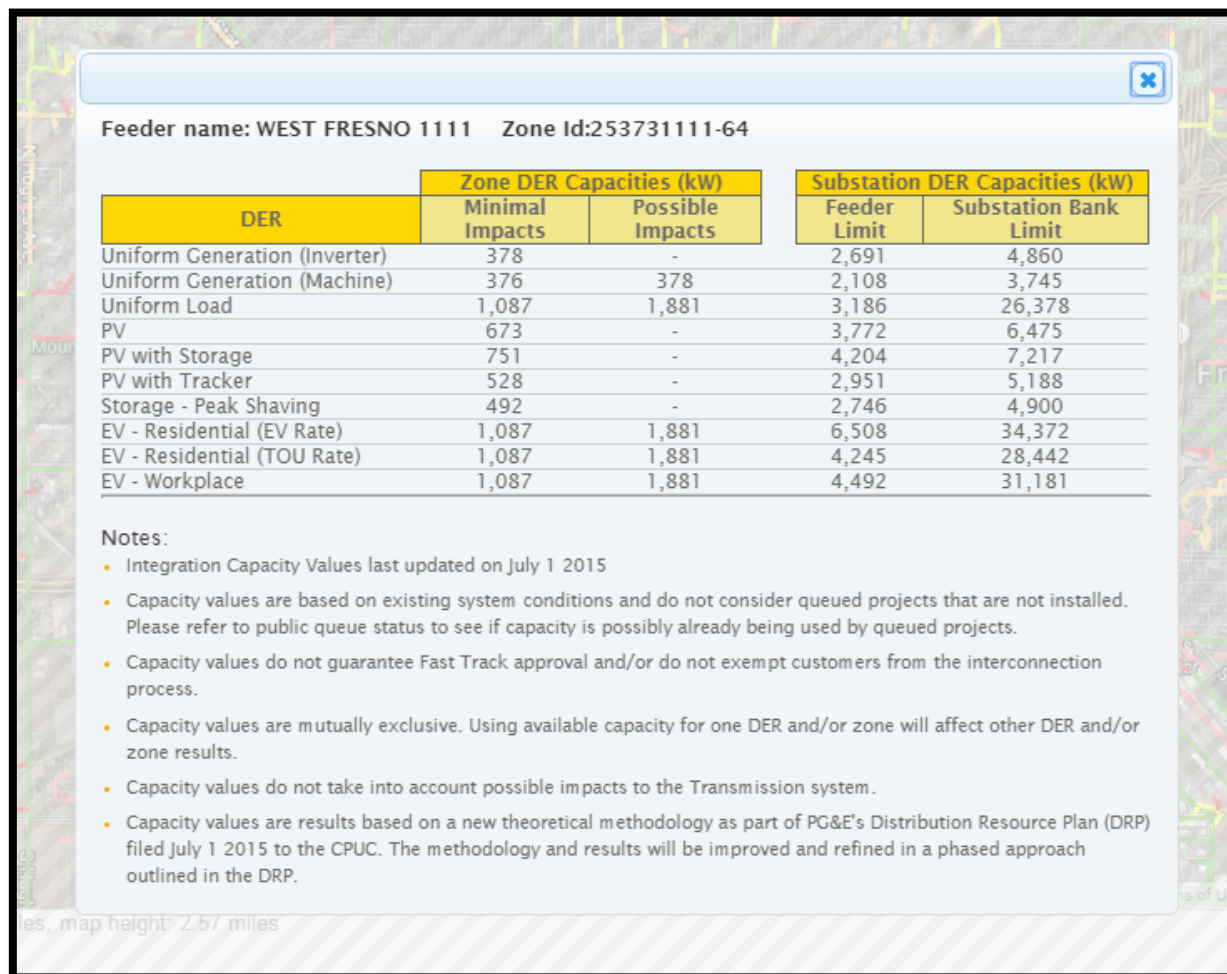 Feeder name: WEST FRESNO 1111 Zone Id:253731111-64
Zone DER Capacities (kW) Substation DER Capacities (kW)
DER Minimal Impacts Possible Impacts Feeder Limit Substation Bank Limit
Uniform Generation (Inverter) 378 - 2,691 4,860
Uniform Generation (Machine) 376 378 2,108 3,745
Uniform Load 1,087 1,881 3,186 26,378
PV 673 - 3,772 6,475
PV with Storage 751 - 4,204 7,217
PV with Tracker 528 - 2,951 5,188
Storage - Peak Shaving 492 - 2,746 4,900
EV - Residential (EV Rate) 1,087 1,881 6,508 34,372
EV - Residential (TOU Rate) 1,087 1,881 4,245 28,442
EV - Workplace 1,087 1,881 4,492 31,181
Notes:
• Integration Capacity Values last updated on July 1 2015
• Capacity values are based on existing system conditions and do not consider queued projects that are not installed.
Please refer to public queue status to see if capacity is possibly already being used by queued projects.
• Capacity values do not guarantee Fast Track approval and/or do not exempt customers from the interconnection
process.
• Capacity values are mutually exclusive. Using available capacity for one DER and/or zone will affect other DER and/or
zone results.
• Capacity values do not take into account possible impacts to the Transmission system.
• Capacity values are results based on a new theoretical methodology as part of PG&E's Distribution Resource Plan (DRP)
filed July 1 2015 to the CPUC. The methodology and results will be improved and refined in a phased approach
outlined in the DRP.
les, map height: 2.57 miles